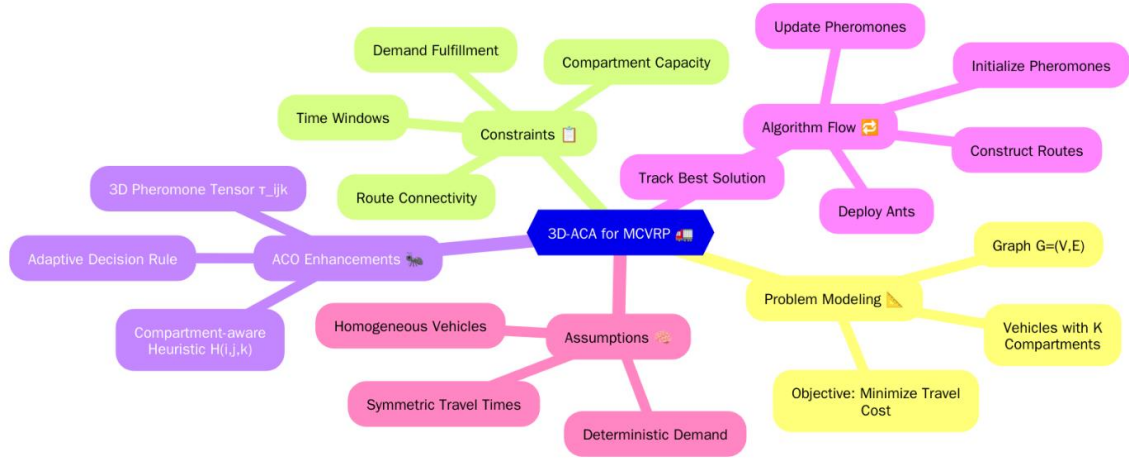 3D-ACA for MCVRP 🚛
Constraints 📋
Demand Fulfillment
Compartment Capacity
Time Windows
Route Connectivity
Algorithm Flow 🔁
Update Pheromones
Initialize Pheromones
Construct Routes
Deploy Ants
Track Best Solution
ACO Enhancements 🐜
3D Pheromone Tensor τ_ijk
Adaptive Decision Rule
Compartment-aware
Heuristic H(i,j,k)
Assumptions 🧠
Homogeneous Vehicles
Symmetric Travel Times
Deterministic Demand
Problem Modeling 📐
Graph G=(V,E)
Vehicles with K
Compartments
Objective: Minimize Travel
Cost